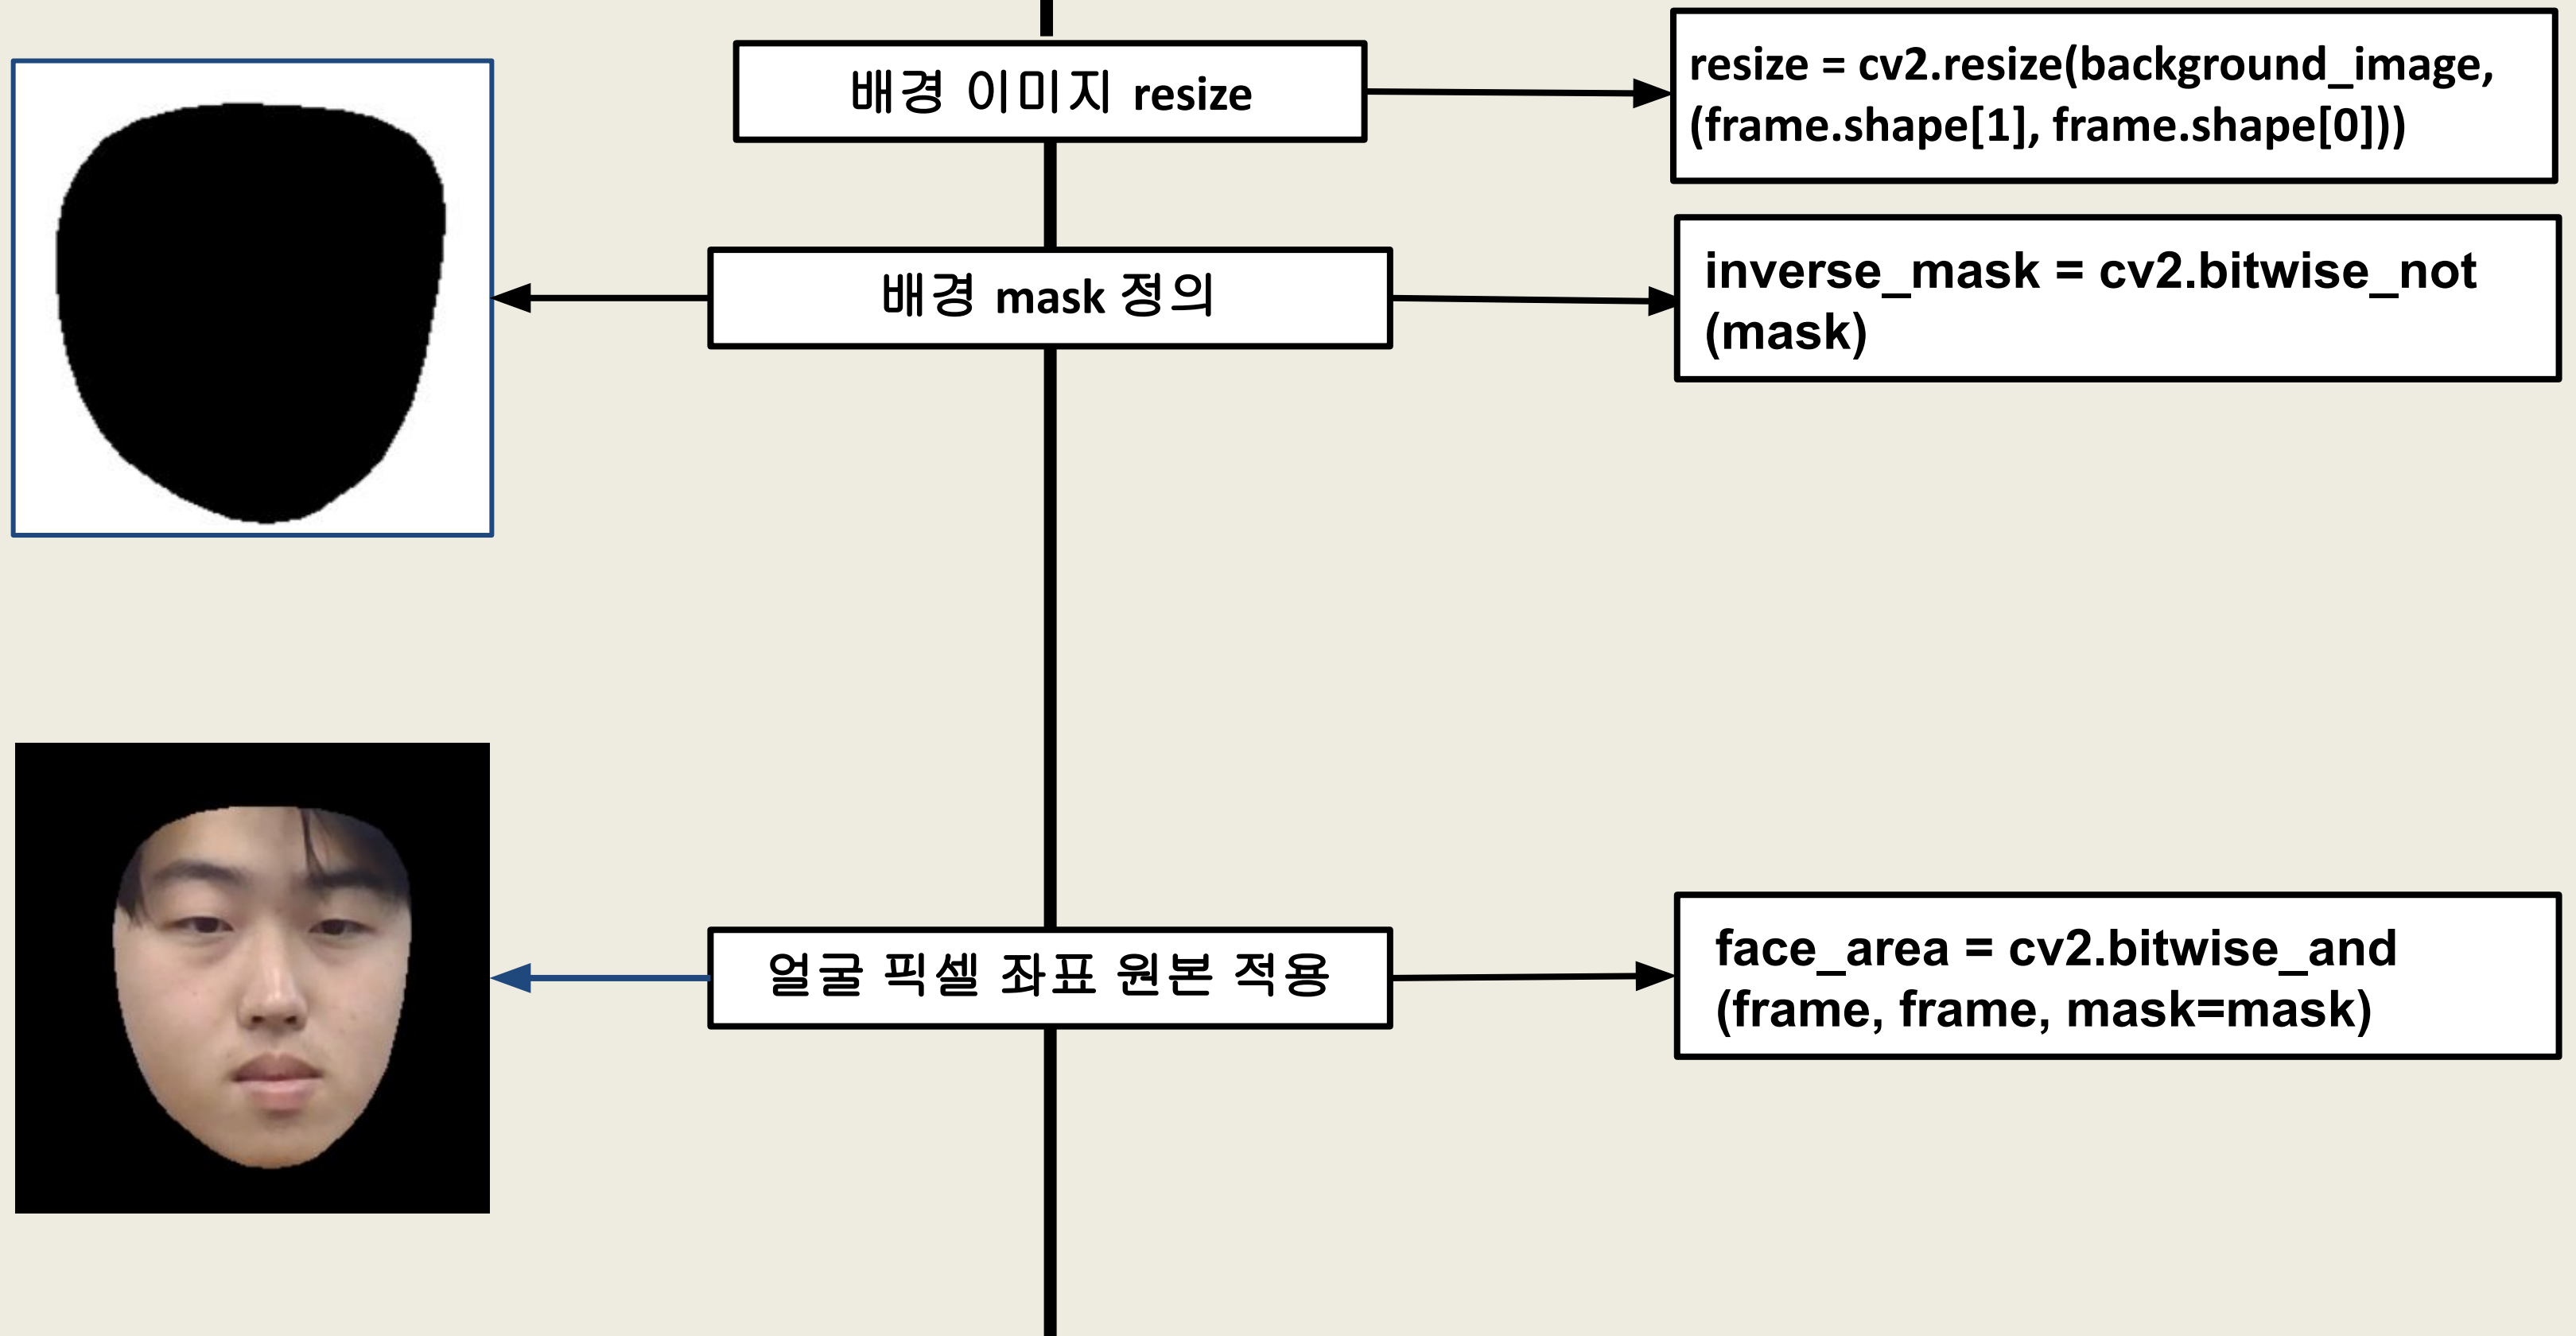 배경 이미지 resize
resize = cv2.resize(background_image,
(frame.shape[1], frame.shape[0]))
배경 mask 정의
inverse_mask = cv2.bitwise_not
(mask)
얼굴 픽셀 좌표 원본 적용
face_area = cv2.bitwise_and
(frame, frame, mask=mask)